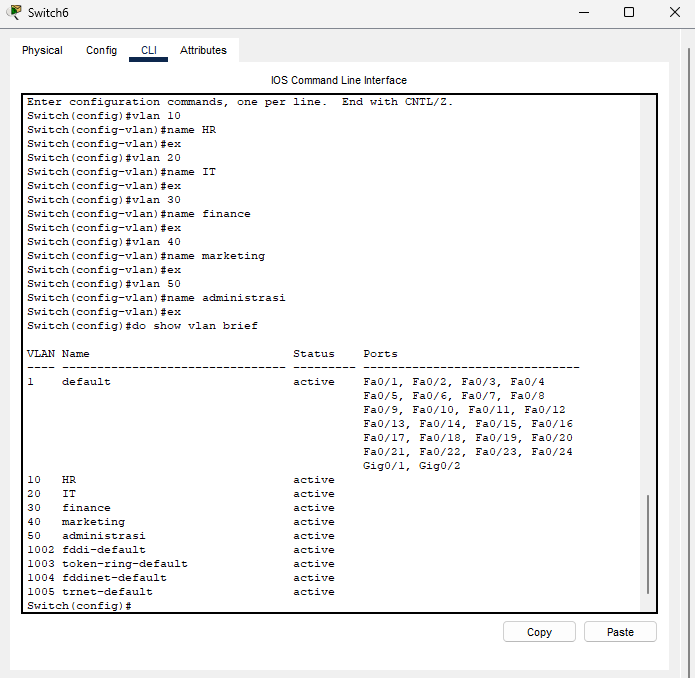 Switch6
Physical Config CLI Attributes
IOS Command Line Interface
Enter configuration commands, one per line.  End with CNTL/Z.
Switch(config)#vlan 10
Switch(config-vlan)#name HR
Switch(config-vlan)#ex
Switch(config)#vlan 20
Switch(config-vlan)#name IT
Switch(config-vlan)#ex
Switch(config)#vlan 30
Switch(config-vlan)#name finance
Switch(config-vlan)#ex
Switch(config)#vlan 40
Switch(config-vlan)#name marketing
Switch(config-vlan)#ex
Switch(config)#vlan 50
Switch(config-vlan)#name administrasi
Switch(config-vlan)#ex
Switch(config)#do show vlan brief
VLAN Name                             Status    Ports
---- -------------------------------- --------- -------------------------------
1    default                          active    Fa0/1, Fa0/2, Fa0/3, Fa0/4
                                                Fa0/5, Fa0/6, Fa0/7, Fa0/8
                                                Fa0/9, Fa0/10, Fa0/11, Fa0/12
                                                Fa0/13, Fa0/14, Fa0/15, Fa0/16
                                                Fa0/17, Fa0/18, Fa0/19, Fa0/20
                                                Fa0/21, Fa0/22, Fa0/23, Fa0/24
                                                Gig0/1, Gig0/2
10   HR                               active
20   IT                               active
30   finance                          active
40   marketing                        active
50   administrasi                     active
1002 fddi-default                     active
1003 token-ring-default               active
1004 fddinet-default                  active
1005 trnet-default                    active
Switch(config)#
Copy Paste